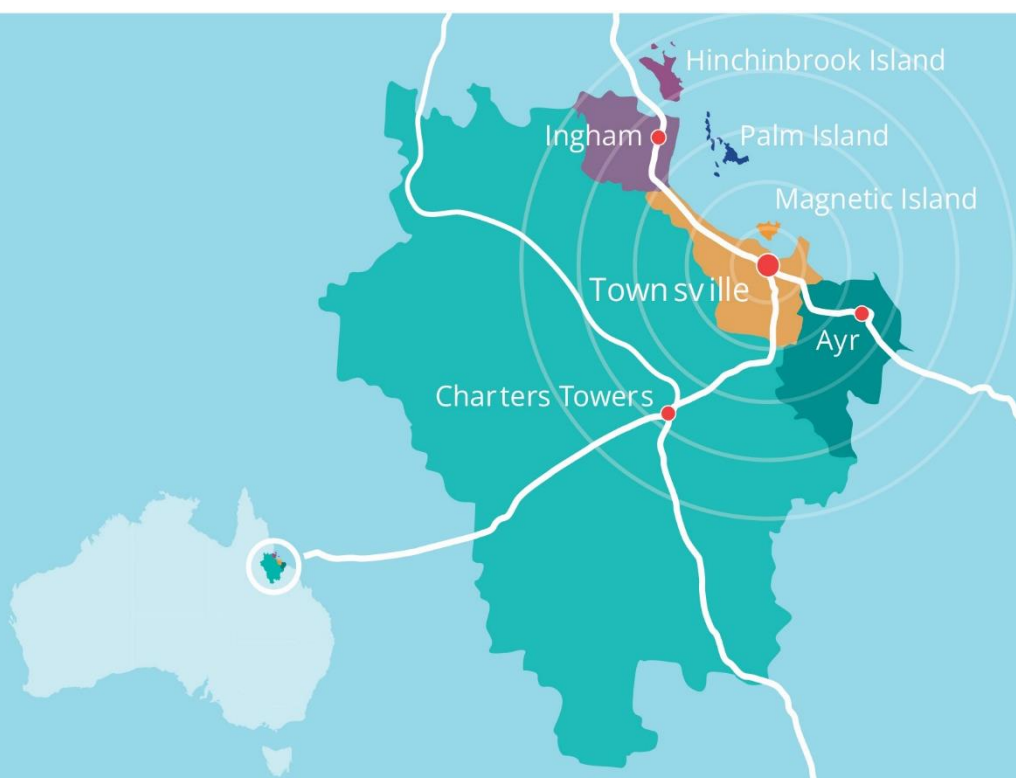 Hinchinbrook Island
Ingham
Palm Island
Magnetic Island
Townsville
Ayr
Charters Towers